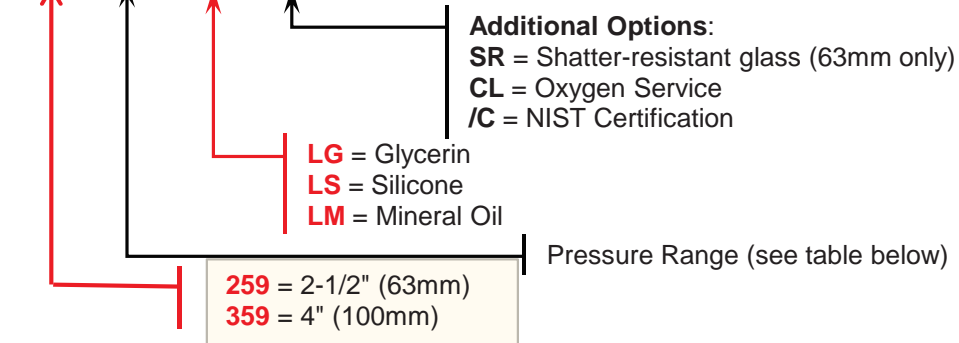 Additional Options:
SR = Shatter-resistant glass (63mm only)
CL = Oxygen Service
/C = NIST Certification
LG = Glycerin
LS = Silicone
LM = Mineral Oil
Pressure Range (see table below)
259 = 2-1/2" (63mm)
359 = 4" (100mm)